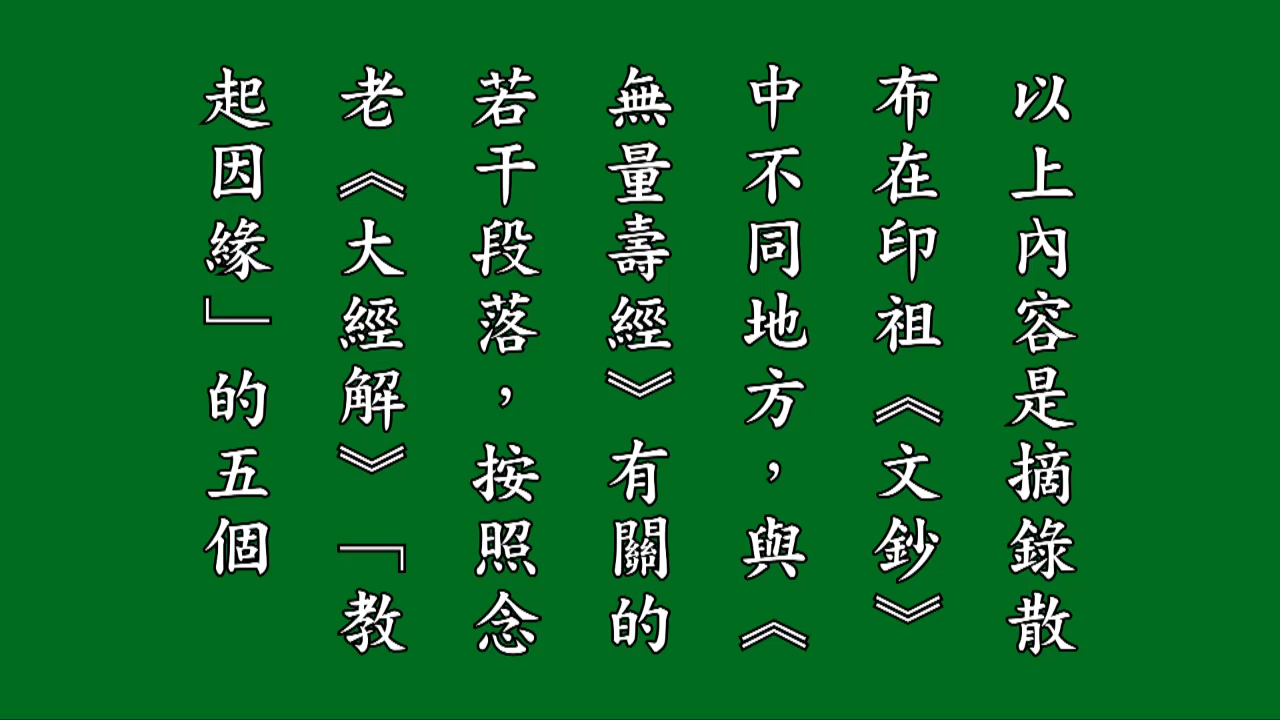 以上內容是摘錄散
布在印祖《文鈔》
中不同地方，與《
無量壽經》有關的
若干段落，按照念
老《大經解》「教
起因緣」的五個